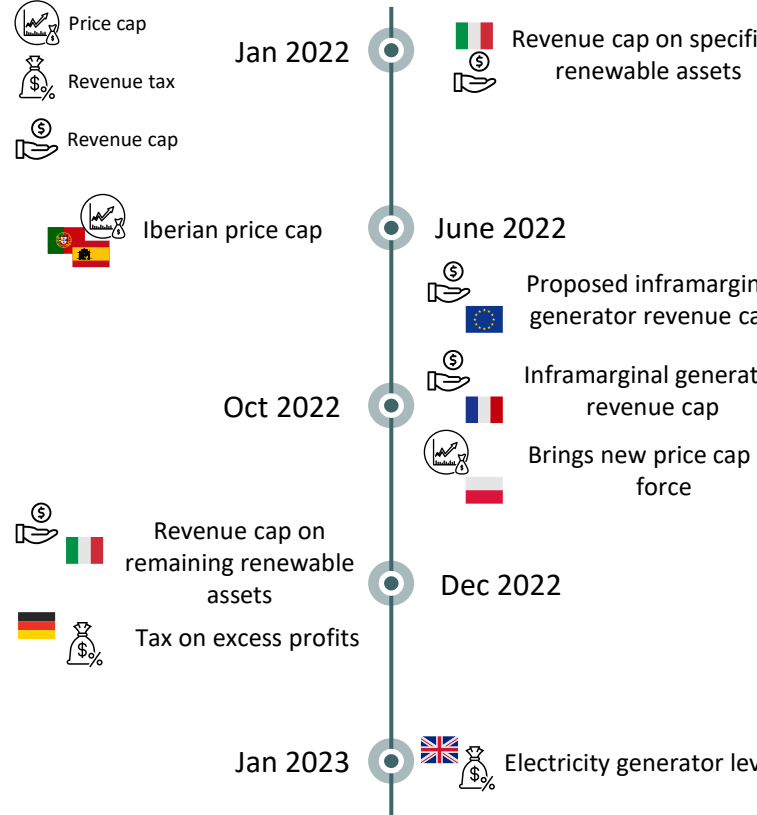 Price cap
Revenue tax
Revenue cap
Jan 2022
Revenue cap on specifi
renewable assets
Iberian price cap
June 2022
Proposed inframargin
generator revenue ca
Oct 2022
Inframarginal generat
revenue cap
Brings new price cap
force
Revenue cap on
remaining renewable
assets
Dec 2022
Tax on excess profits
Jan 2023
Electricity generator lev